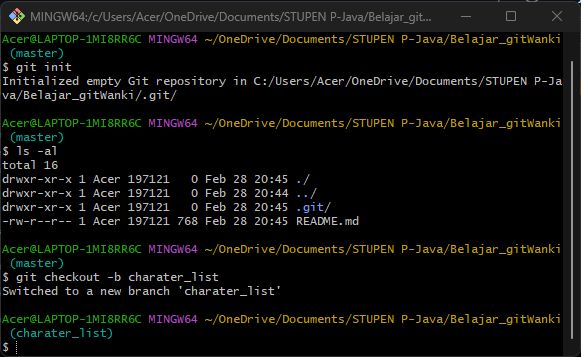 MINGW64:/c/Users/Acer/OneDrive/Documents/STUPEN P-Java/Belajar_git...
Acer@LAPTOP-1MI8RR6C MINGW64 ~/OneDrive/Documents/STUPEN P-Java/Belajar_gitWanki
(master)
$ git init
Initialized empty Git repository in C:/Users/Acer/OneDrive/Documents/STUPEN P-Ja
va/Belajar_gitWanki/.git/
Acer@LAPTOP-1MI8RR6C MINGW64 ~/OneDrive/Documents/STUPEN P-Java/Belajar_gitWanki
(master)
$ ls -al
total 16
drwxr-xr-x 1 Acer 197121   0 Feb 28 20:45 ./
drwxr-xr-x 1 Acer 197121   0 Feb 28 20:44 ../
drwxr-xr-x 1 Acer 197121   0 Feb 28 20:45 .git/
-rw-r--r-- 1 Acer 197121 768 Feb 28 20:45 README.md
Acer@LAPTOP-1MI8RR6C MINGW64 ~/OneDrive/Documents/STUPEN P-Java/Belajar_gitWanki
(master)
$ git checkout -b charater_list
Switched to a new branch 'charater_list'
Acer@LAPTOP-1MI8RR6C MINGW64 ~/OneDrive/Documents/STUPEN P-Java/Belajar_gitWanki
(charater_list)
$